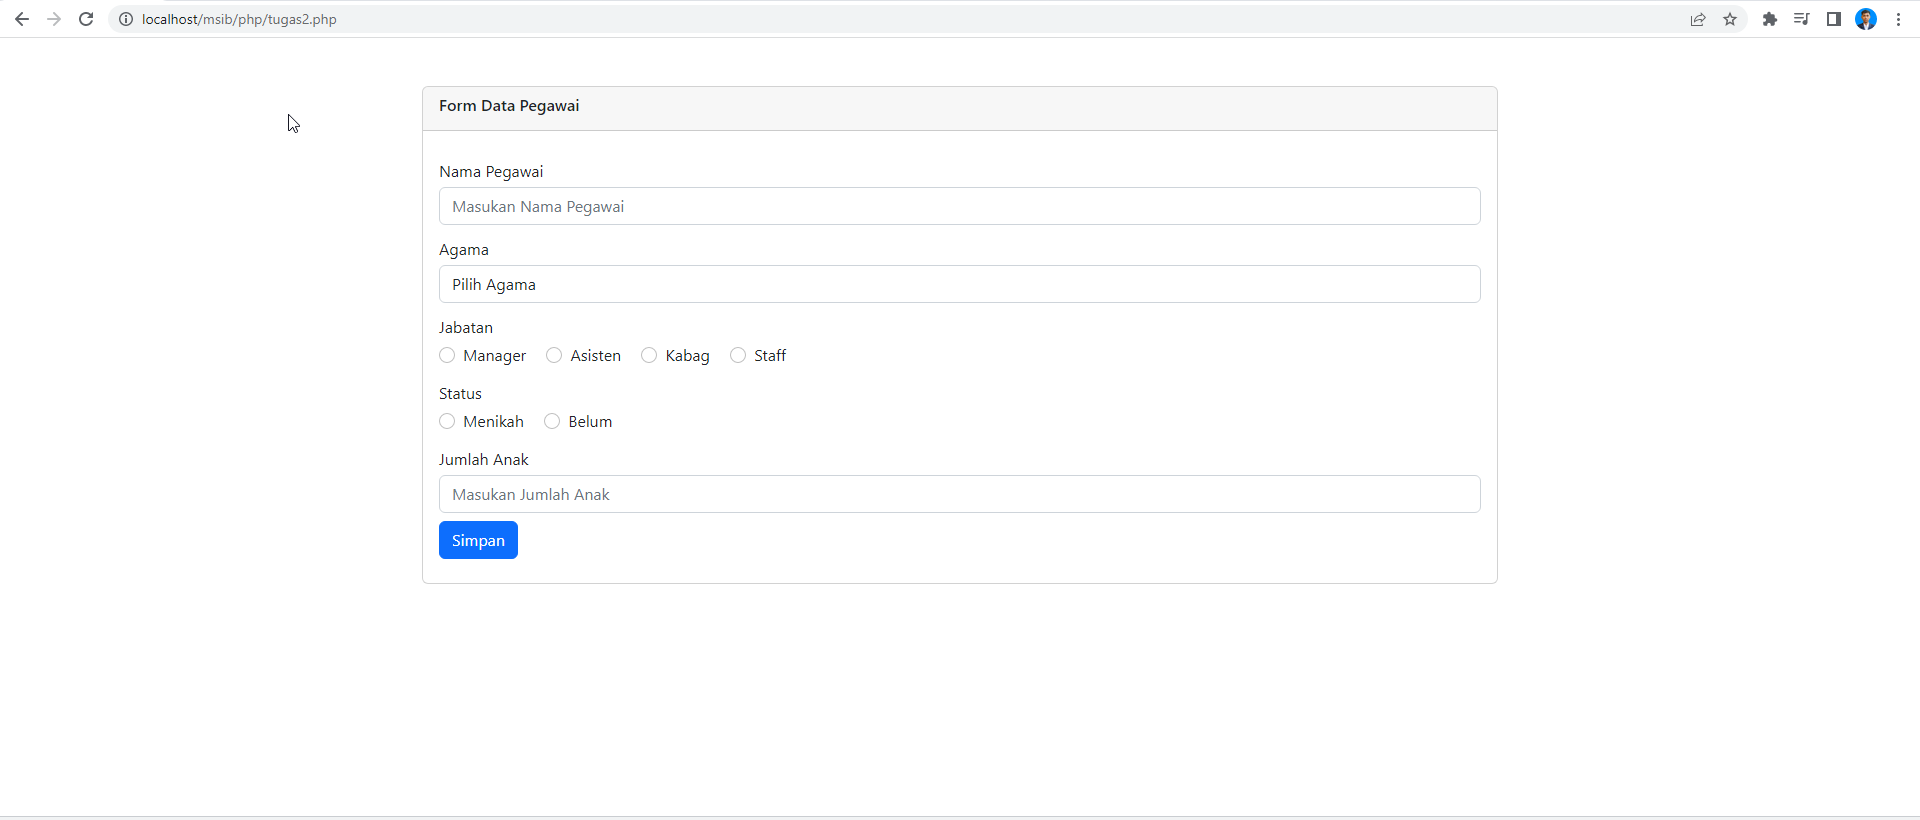 localhost/msib/php/tugas2.php
Form Data Pegawai
Nama Pegawai
Masukan Nama Pegawai
Agama
Pilih Agama
Jabatan
Manager Asisten Kabag Staff
Status
Menikah Belum
Jumlah Anak
Masukan Jumlah Anak
Simpan